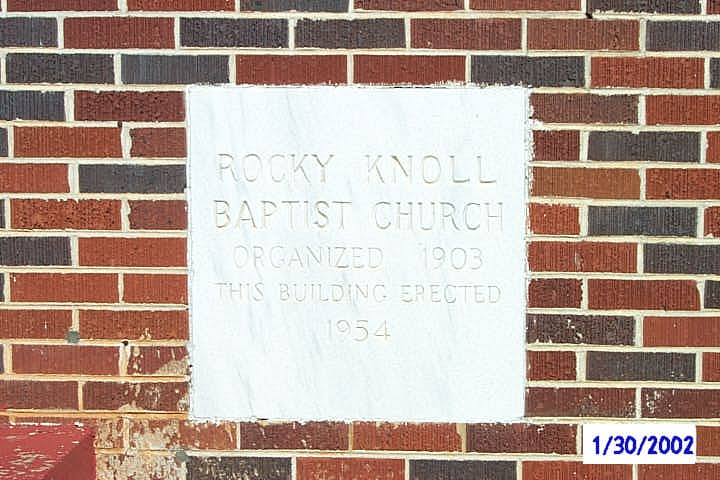 ROCKY KNOLL
BAPTIST CHURCH
ORGANIZED 1903
THIS BUILDING ERECTED
1954
1/30/2002